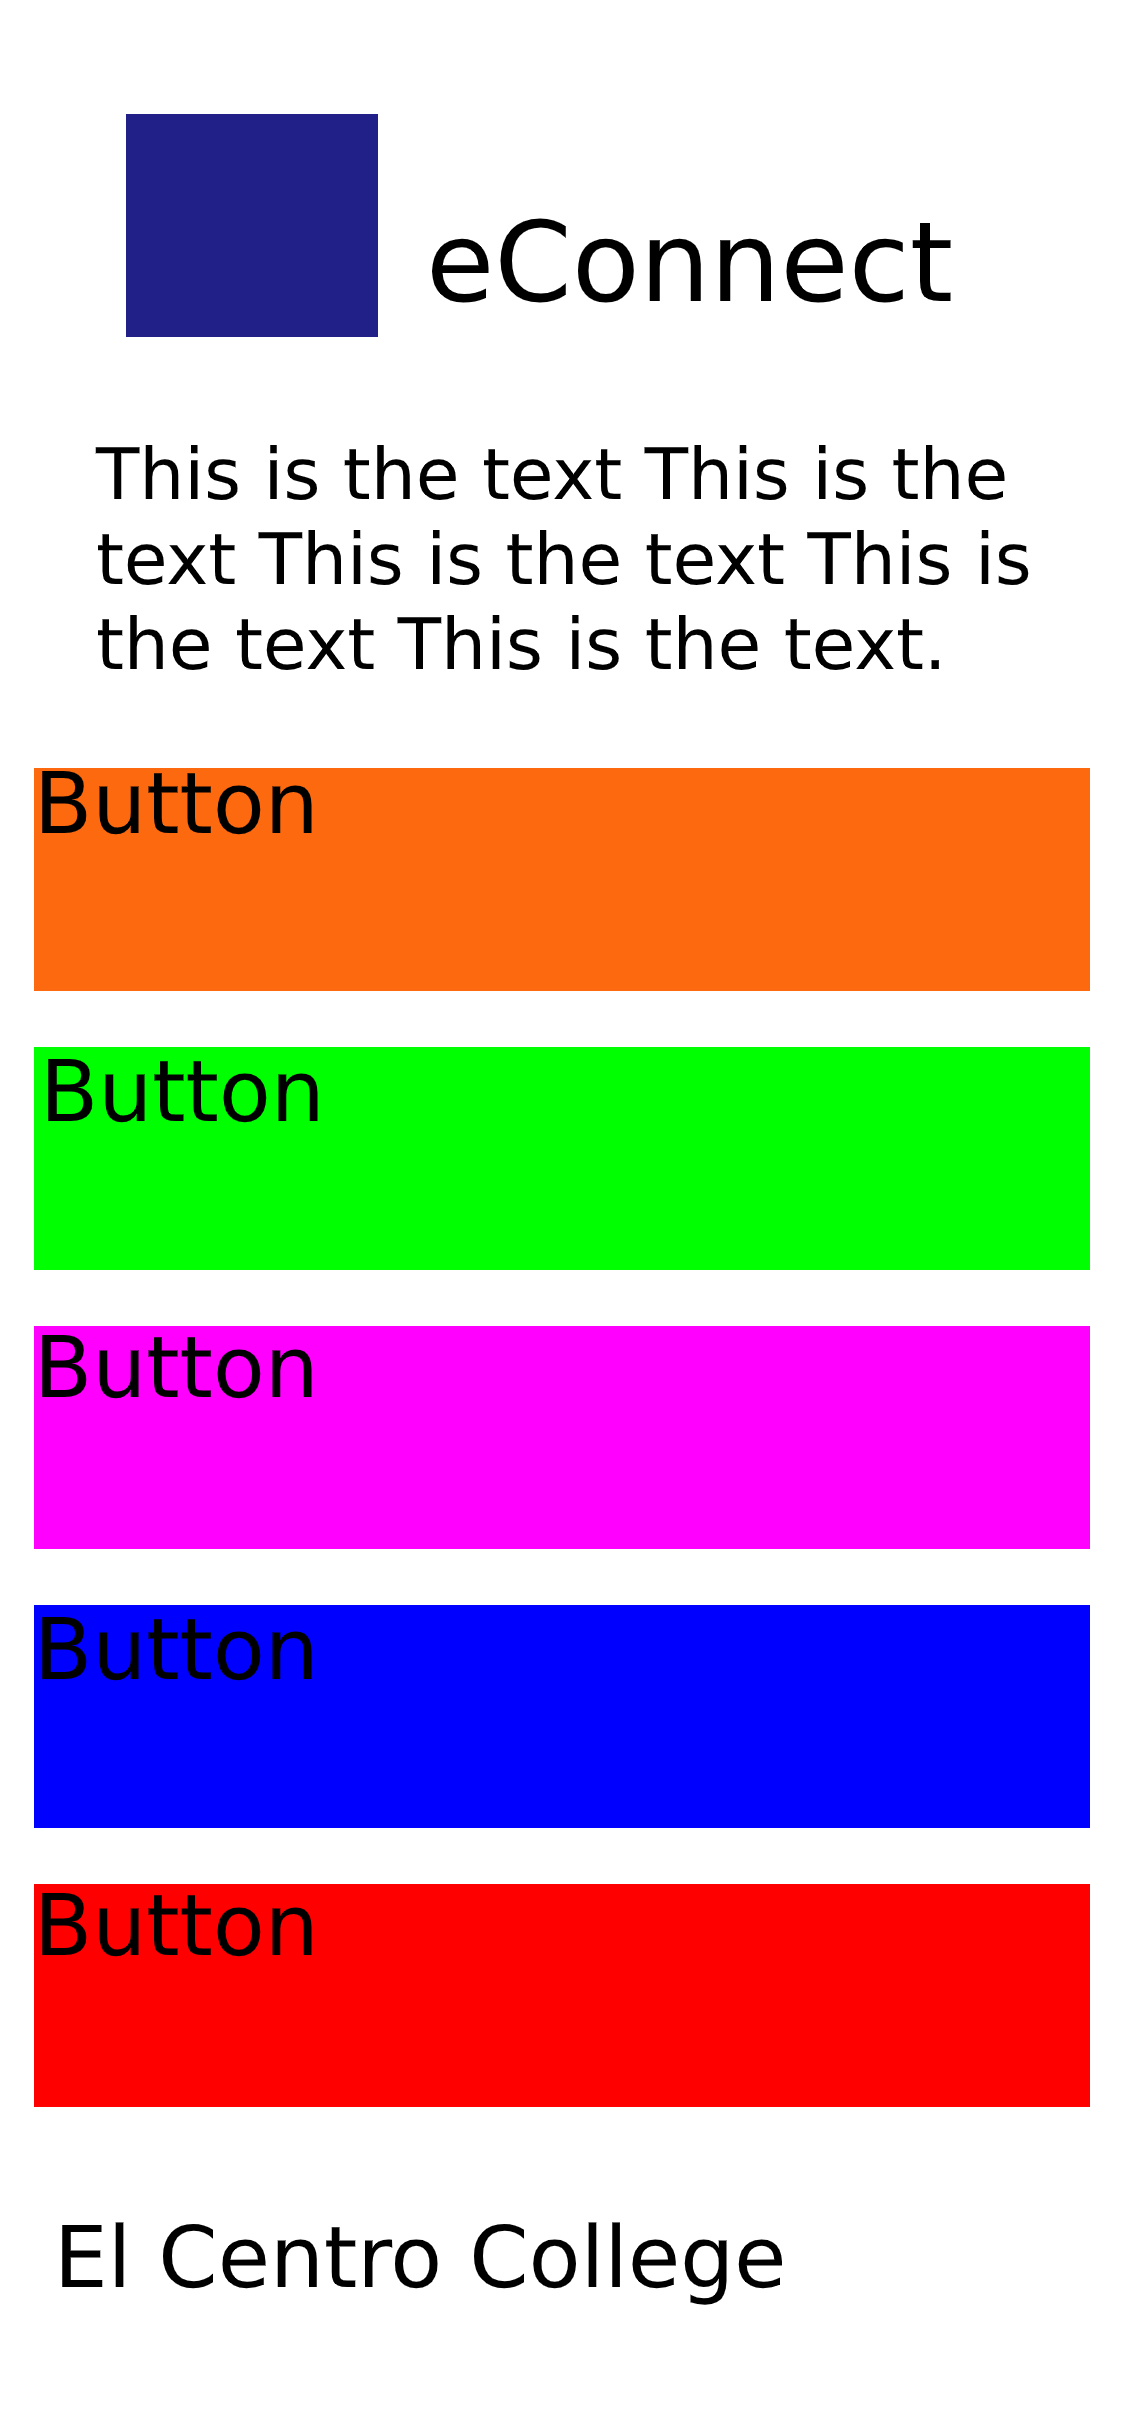 eConnect
This is the text This is the
text This is the text This is
the text This is the text.
Button
Button
Button
Button
Button
El Centro College